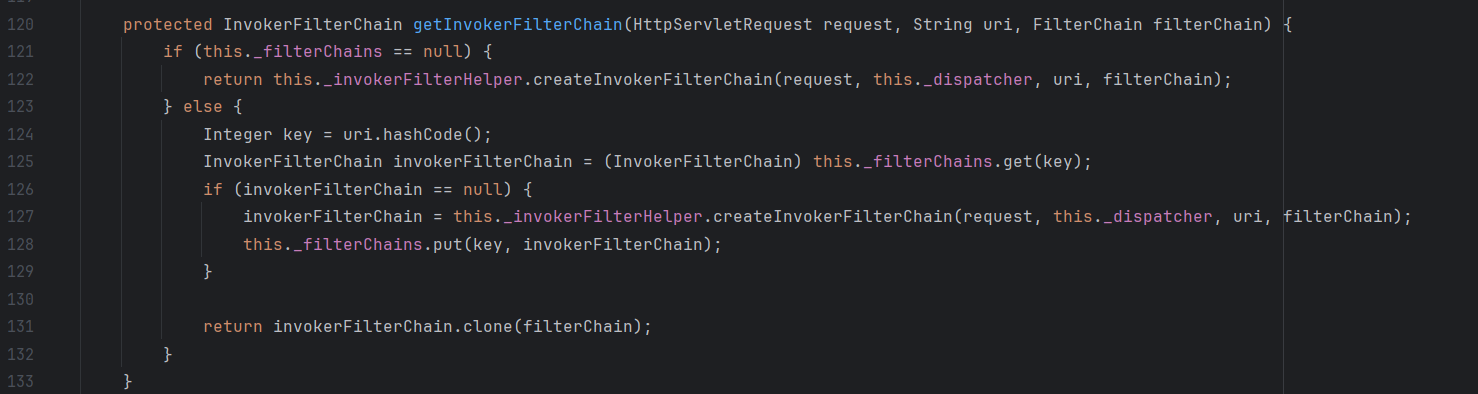 120 protected InvokerFilterChain getInvokerFilterChain(HttpServletRequest request, String uri, FilterChain filterChain) {
121 if (this._filterChains == null) {
122 return this._invokerFilterHelper.createInvokerFilterChain(request, this._dispatcher, uri, filterChain);
123 } else {
124 Integer key = uri.hashCode();
125 InvokerFilterChain invokerFilterChain = (InvokerFilterChain) this._filterChains.get(key);
126 if (invokerFilterChain == null) {
127 invokerFilterChain = this._invokerFilterHelper.createInvokerFilterChain(request, this._dispatcher, uri, filterChain);
128 this._filterChains.put(key, invokerFilterChain);
129 }
130
131 return invokerFilterChain.clone(filterChain);
132 }
133 }